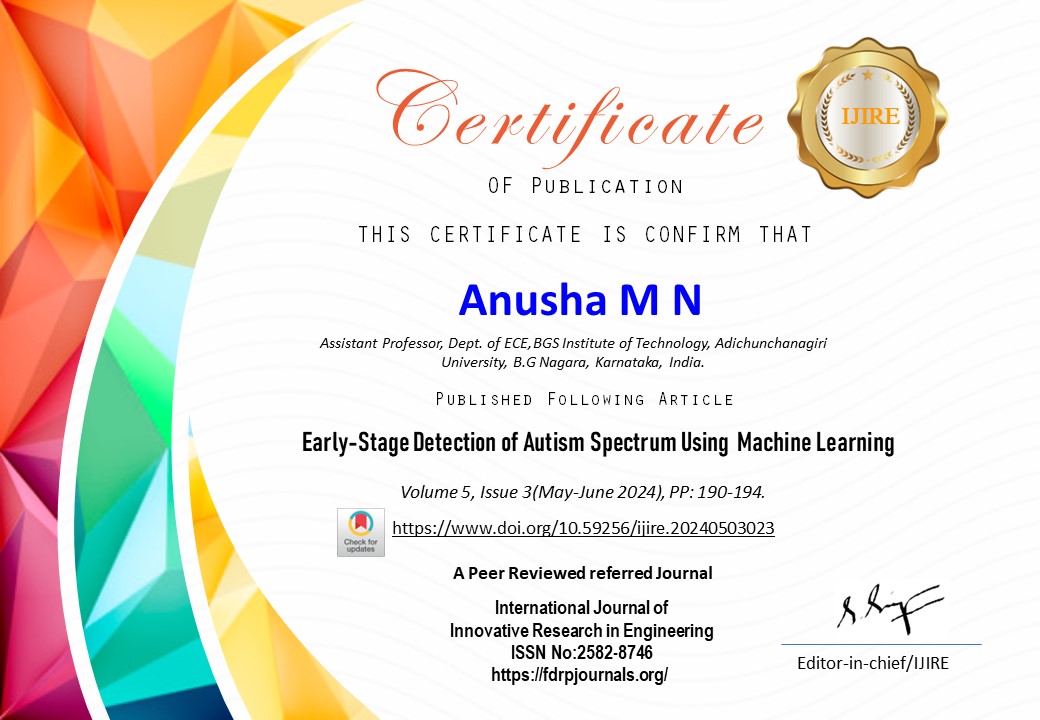 Certificate
IJIRE
OF PUBLICATION
THIS CERTIFICATE IS CONFIRM THAT
Anusha M N
Assistant Professor, Dept. of ECE,BGS Institute of Technology, Adichunchanagiri
University, B.G Nagara, Karnataka, India.
PUBLISHED FOLLOWING ARTICLE
Early-Stage Detection of Autism Spectrum Using Machine Learning
Volume 5, Issue 3(May-June 2024), PP: 190-194.
Check for
updates
https://www.doi.org/10.59256/ijire.20240503023
A Peer Reviewed referred Journal
International Journal of
Innovative Research in Engineering
ISSN No:2582-8746
https://fdrpjournals.org/
Editor-in-chief/IJIRE